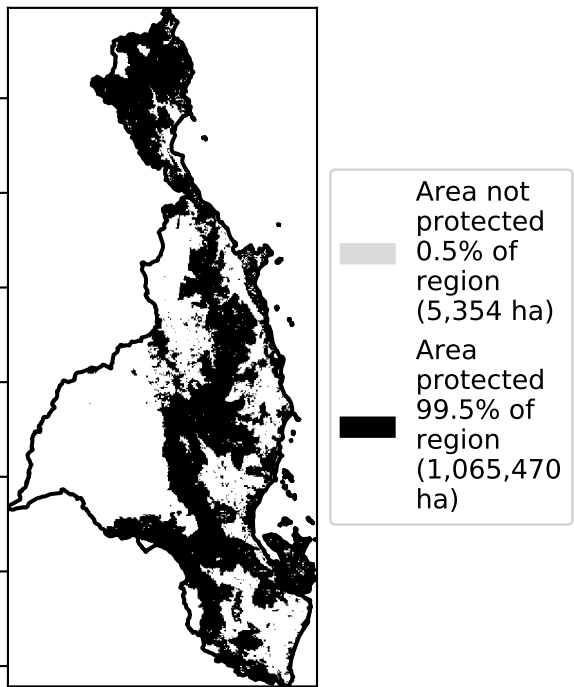 Area not
protected
0.5% of
region
(5,354 ha)
Area
protected
99.5% of
region
(1,065,470
ha)